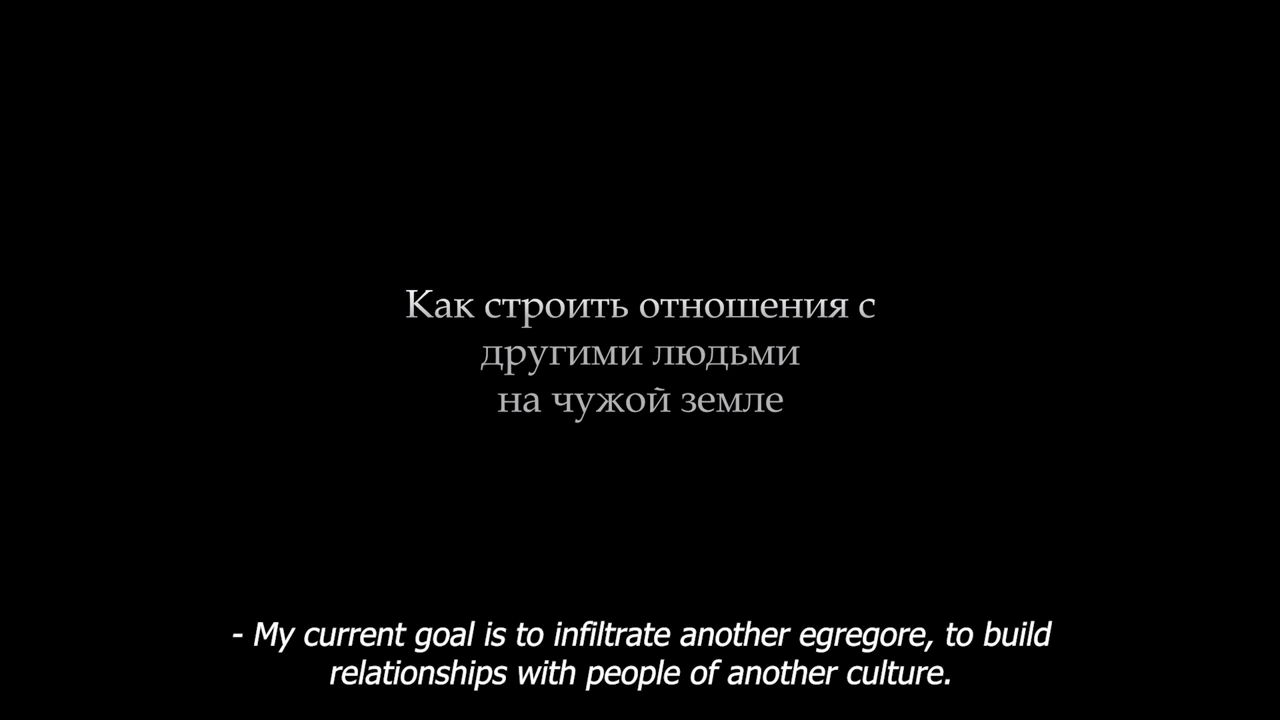 Как строить отношения с
другими людьми
на чужой земле
- My current goal is to infiltrate another egregore, to build
relationships with people of another culture.